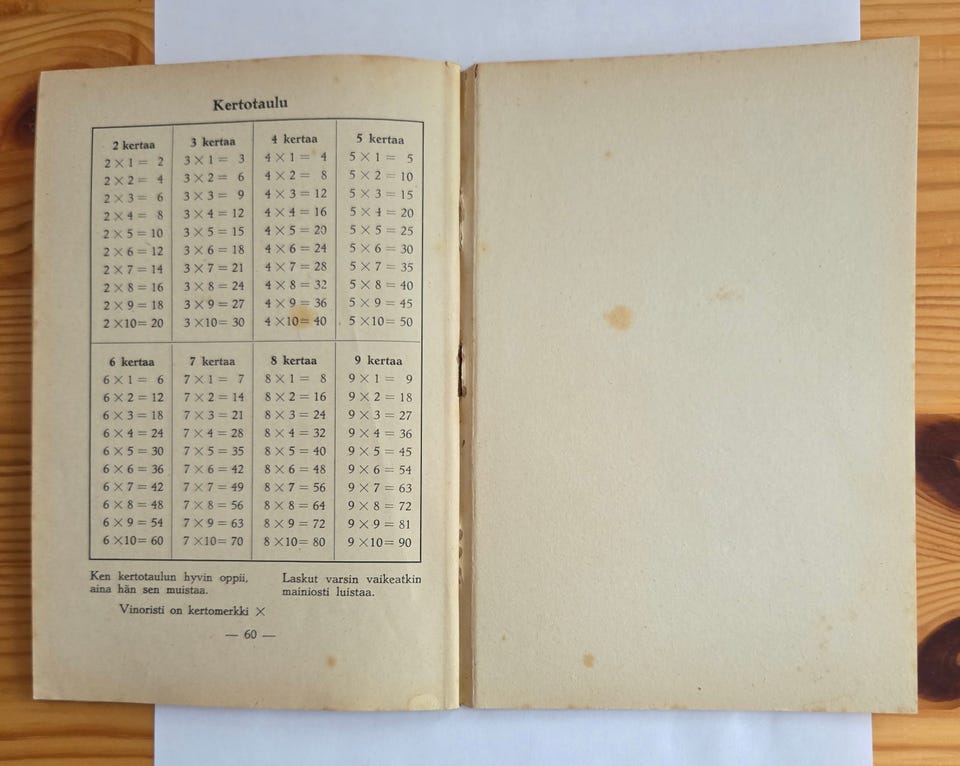 Kertotaulu
2 kertaa
2 × 1 = 2
2 × 2 = 4
2 × 3 = 6
2 × 4 = 8
2 × 5 = 10
2 × 6 = 12
2 × 7 = 14
2 × 8 = 16
2 × 9 = 18
2 ×10= 20
3 kertaa
3 × 1 = 3
3 × 2 = 6
3 × 3 = 9
3 × 4 = 12
3 × 5 = 15
3 × 6 = 18
3 × 7 = 21
3 × 8 = 24
3 × 9 = 27
3 ×10= 30
4 kertaa
4 × 1 = 4
4 × 2 = 8
4 × 3 = 12
4 × 4 = 16
4 × 5 = 20
4 × 6 = 24
4 × 7 = 28
4 × 8 = 32
4 × 9 = 36
4 ×10= 40
5 kertaa
5 × 1 = 5
5 × 2 = 10
5 × 3 = 15
5 × 4 = 20
5 × 5 = 25
5 × 6 = 30
5 × 7 = 35
5 × 8 = 40
5 × 9 = 45
5 ×10= 50
6 kertaa
6 × 1 = 6
6 × 2 = 12
6 × 3 = 18
6 × 4 = 24
6 × 5 = 30
6 × 6 = 36
6 × 7 = 42
6 × 8 = 48
6 × 9 = 54
6 ×10= 60
7 kertaa
7 × 1 = 7
7 × 2 = 14
7 × 3 = 21
7 × 4 = 28
7 × 5 = 35
7 × 6 = 42
7 × 7 = 49
7 × 8 = 56
7 × 9 = 63
7 ×10= 70
8 kertaa
8 × 1 = 8
8 × 2 = 16
8 × 3 = 24
8 × 4 = 32
8 × 5 = 40
8 × 6 = 48
8 × 7 = 56
8 × 8 = 64
8 × 9 = 72
8 ×10= 80
9 kertaa
9 × 1 = 9
9 × 2 = 18
9 × 3 = 27
9 × 4 = 36
9 × 5 = 45
9 × 6 = 54
9 × 7 = 63
9 × 8 = 72
9 × 9 = 81
9 ×10= 90
Ken kertotaulun hyvin oppii,
aina hän sen muistaa.
Laskut varsin vaikeatkin
mainiosti luistaa.
Vinoristi on kertomerkki ×
— 60 —